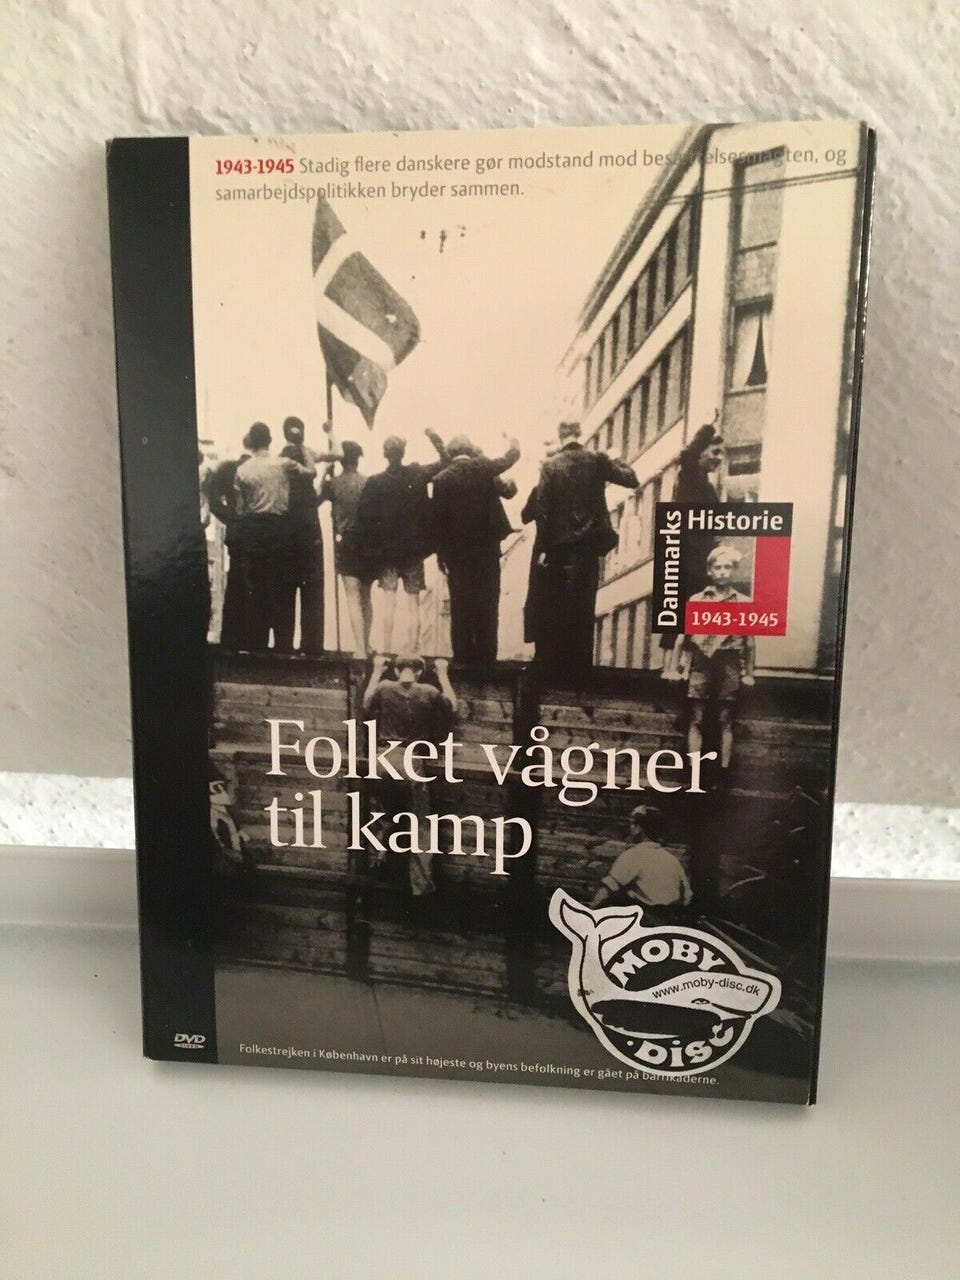 1943-1945 Stadig flere danskere gør modstand mod besættelsesmagten, og
samarbejdspolitikken bryder sammen.
Danmarks
Historie
1943-1945
Folket vågner
til kamp
MOBY
www.moby-disc.dk
DISC
DVD
VIDEO
Folkestrejken i København er på sit højeste og byens befolkning er gået på barrikaderne.